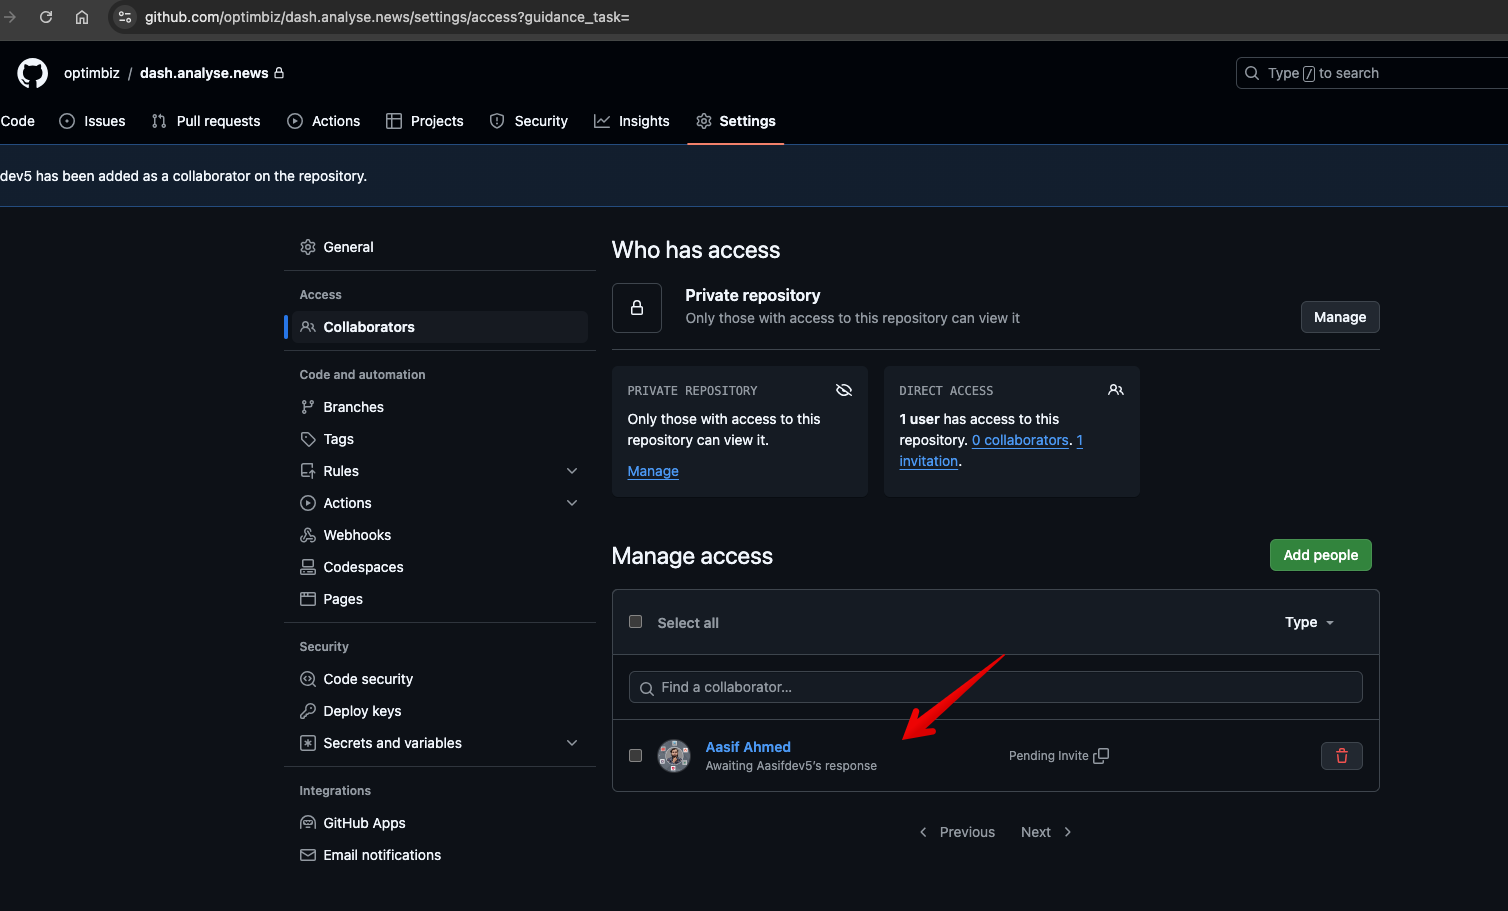 github.com/optimbiz/dash.analyse.news/settings/access?guidance_task=
optimbiz / dash.analyse.news
Type / to search
Code Issues Pull requests Actions Projects Security Insights Settings
dev5 has been added as a collaborator on the repository.
General
Access
Collaborators
Code and automation
Branches
Tags
Rules
Actions
Webhooks
Codespaces
Pages
Security
Code security
Deploy keys
Secrets and variables
Integrations
GitHub Apps
Email notifications
Who has access
Private repository
Only those with access to this repository can view it
Manage
PRIVATE REPOSITORY
Only those with access to this
repository can view it.
Manage
DIRECT ACCESS
1 user has access to this
repository. 0 collaborators. 1
invitation.
Manage access
Add people
Select all
Type
Find a collaborator...
Aasif Ahmed
Awaiting Aasifdev5's response
Pending Invite
Previous Next